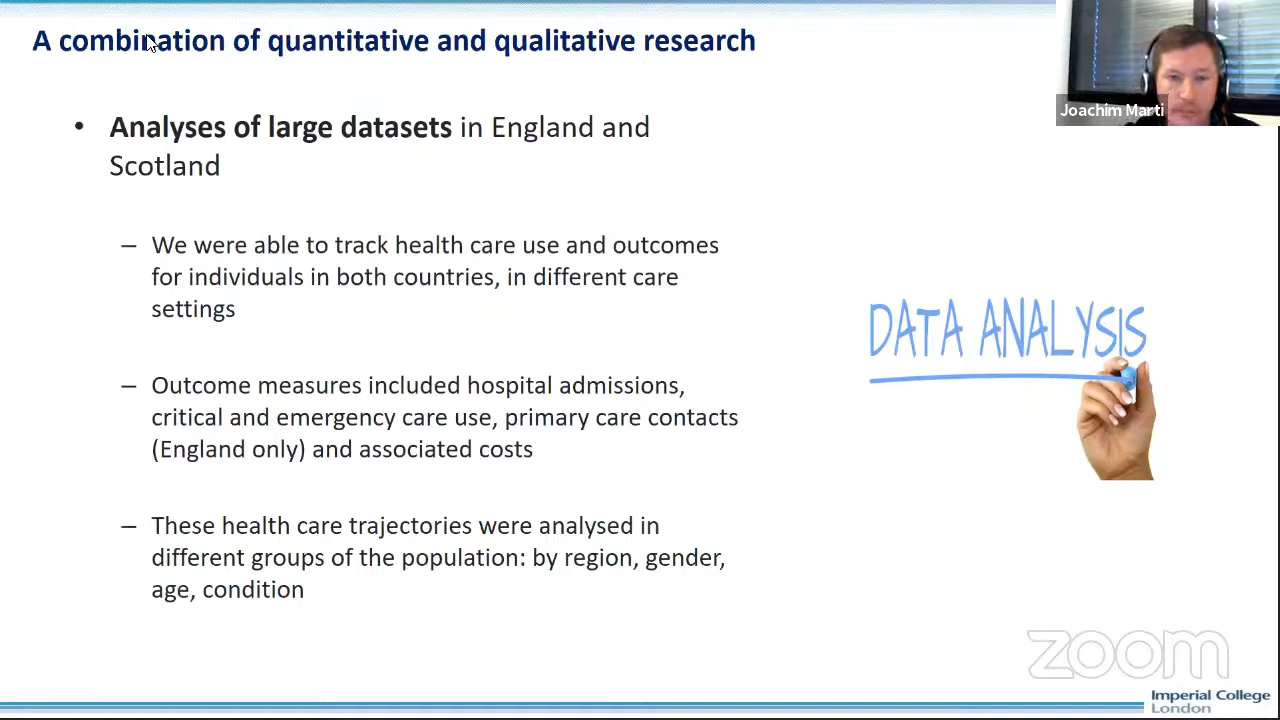 A combination of quantitative and qualitative research
Joachim Marti
• Analyses of large datasets in England and
Scotland
– We were able to track health care use and outcomes
for individuals in both countries, in different care
settings
– Outcome measures included hospital admissions,
critical and emergency care use, primary care contacts
(England only) and associated costs
– These health care trajectories were analysed in
different groups of the population: by region, gender,
age, condition
DATA ANALYSIS
zoom
Imperial College
London